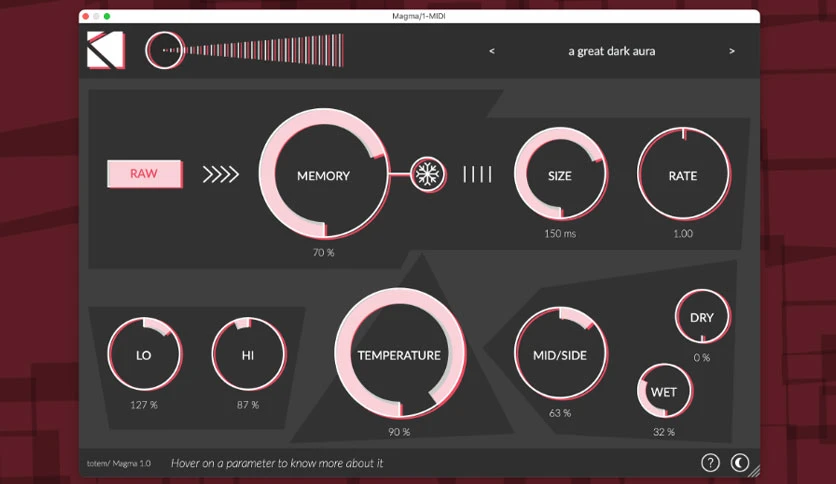 Magma/1-MIDI
< a great dark aura >
RAW
MEMORY
70 %
SIZE
150 ms
RATE
1.00
LO
127 %
HI
87 %
TEMPERATURE
90 %
MID/SIDE
63 %
DRY
0 %
WET
32 %
totem/ Magma 1.0
Hover on a parameter to know more about it
?